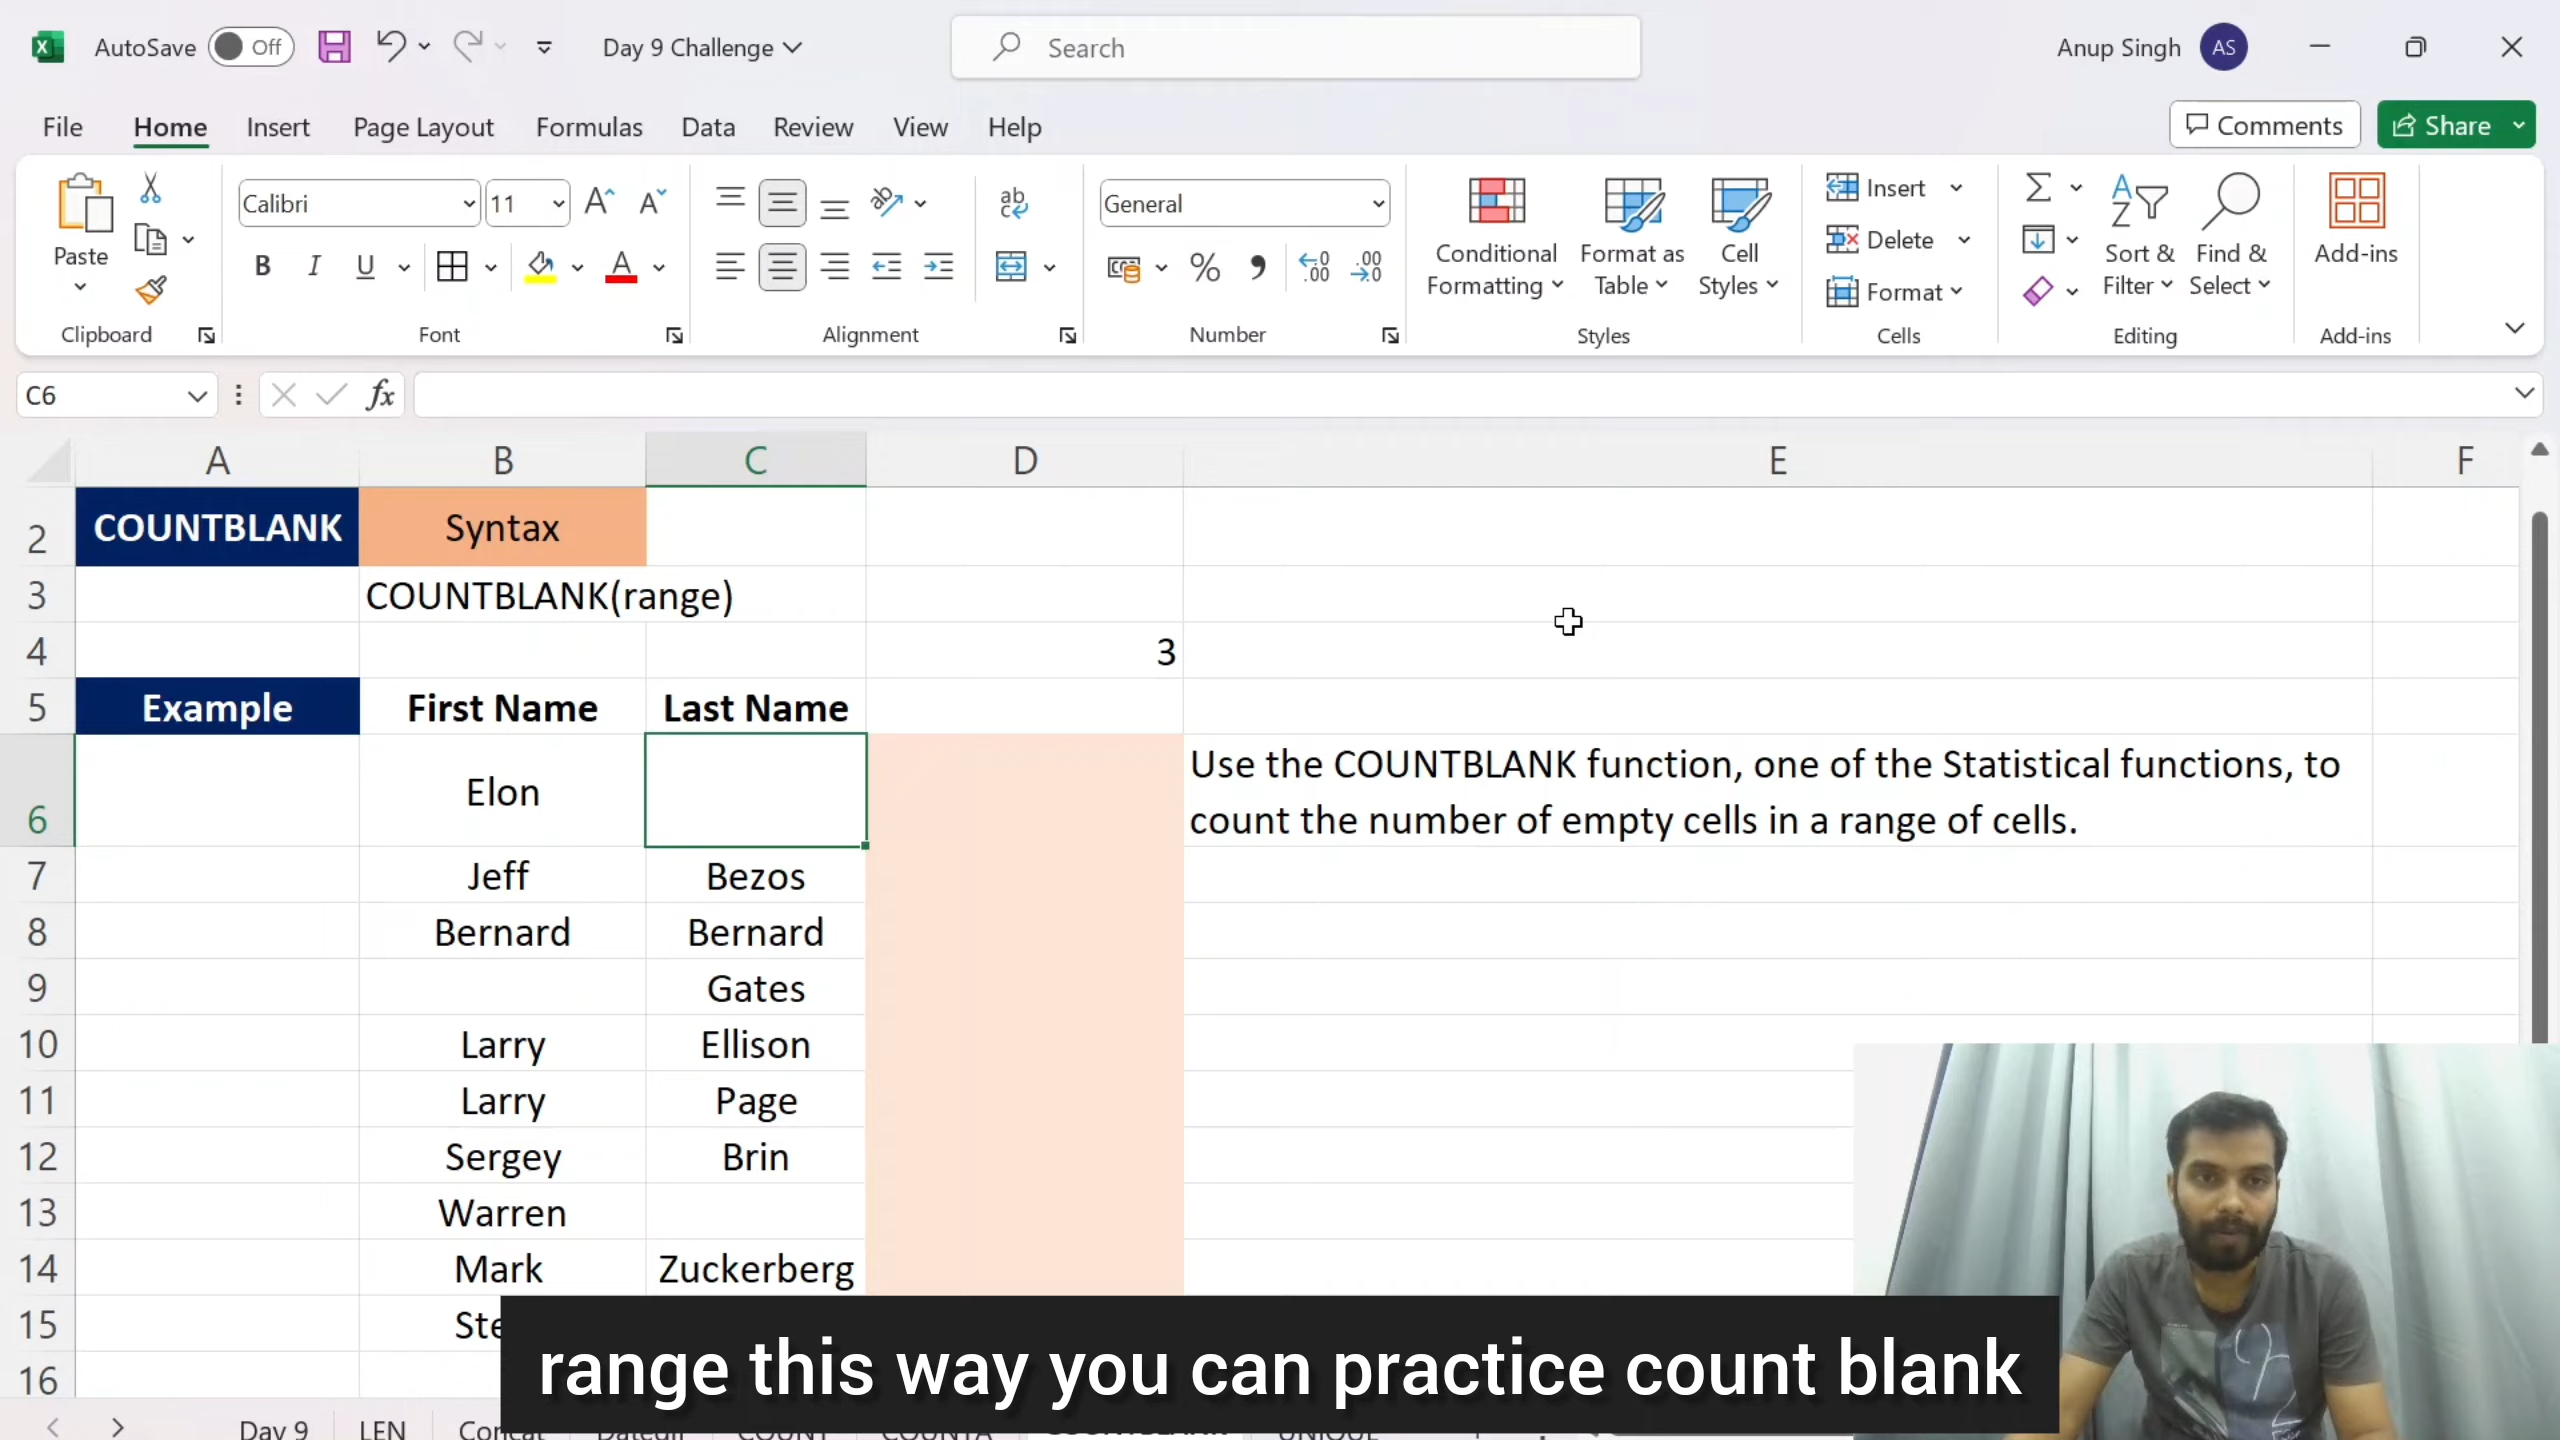 AutoSave Off Day 9 Challenge Search Anup Singh AS
File Home Insert Page Layout Formulas Data Review View Help Comments Share
Paste Calibri 11 General Conditional Formatting Format as Table Cell Styles Insert Delete Format Sort & Filter Find & Select Add-ins
Clipboard Font Alignment Number Styles Cells Editing Add-ins
C6 fx
A B C D E F
2 COUNTBLANK Syntax
3 COUNTBLANK(range)
4 3
5 Example First Name Last Name
6 Elon Use the COUNTBLANK function, one of the Statistical functions, to
count the number of empty cells in a range of cells.
7 Jeff Bezos
8 Bernard Bernard
9 Gates
10 Larry Ellison
11 Larry Page
12 Sergey Brin
13 Warren
14 Mark Zuckerberg
15
16
range this way you can practice count blank
Day 9 LEN